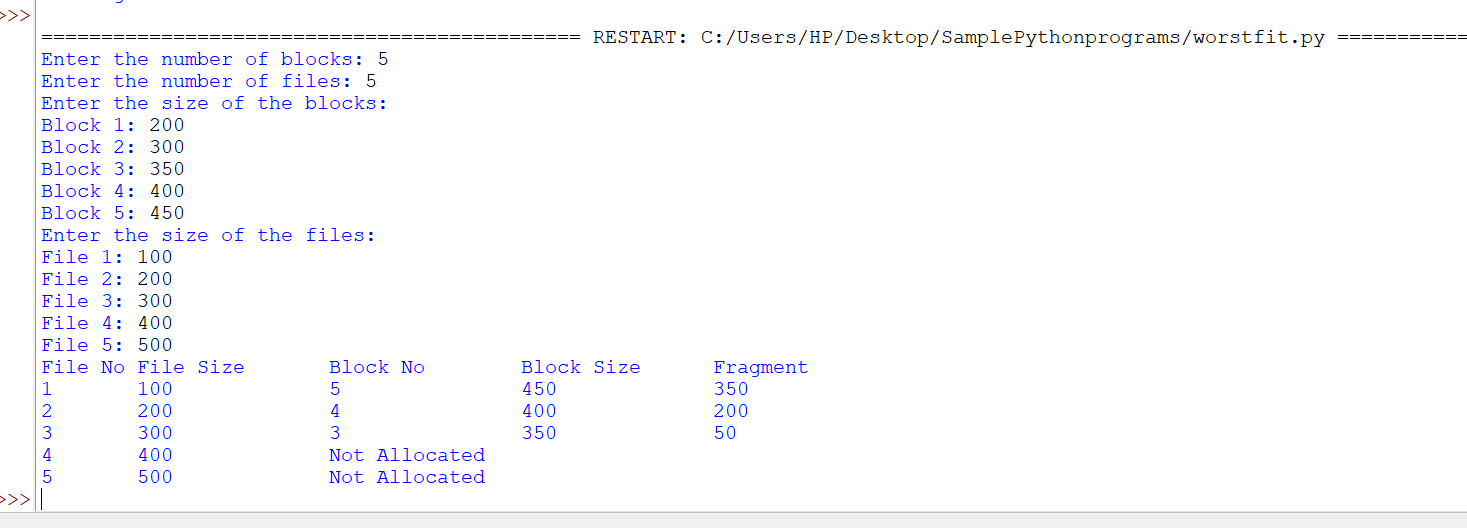 >>>
============================================= RESTART: C:/Users/HP/Desktop/SamplePythonprograms/worstfit.py ===========
Enter the number of blocks: 5
Enter the number of files: 5
Enter the size of the blocks:
Block 1: 200
Block 2: 300
Block 3: 350
Block 4: 400
Block 5: 450
Enter the size of the files:
File 1: 100
File 2: 200
File 3: 300
File 4: 400
File 5: 500
File No File Size Block No Block Size Fragment
1 100 5 450 350
2 200 4 400 200
3 300 3 350 50
4 400 Not Allocated
5 500 Not Allocated
>>>